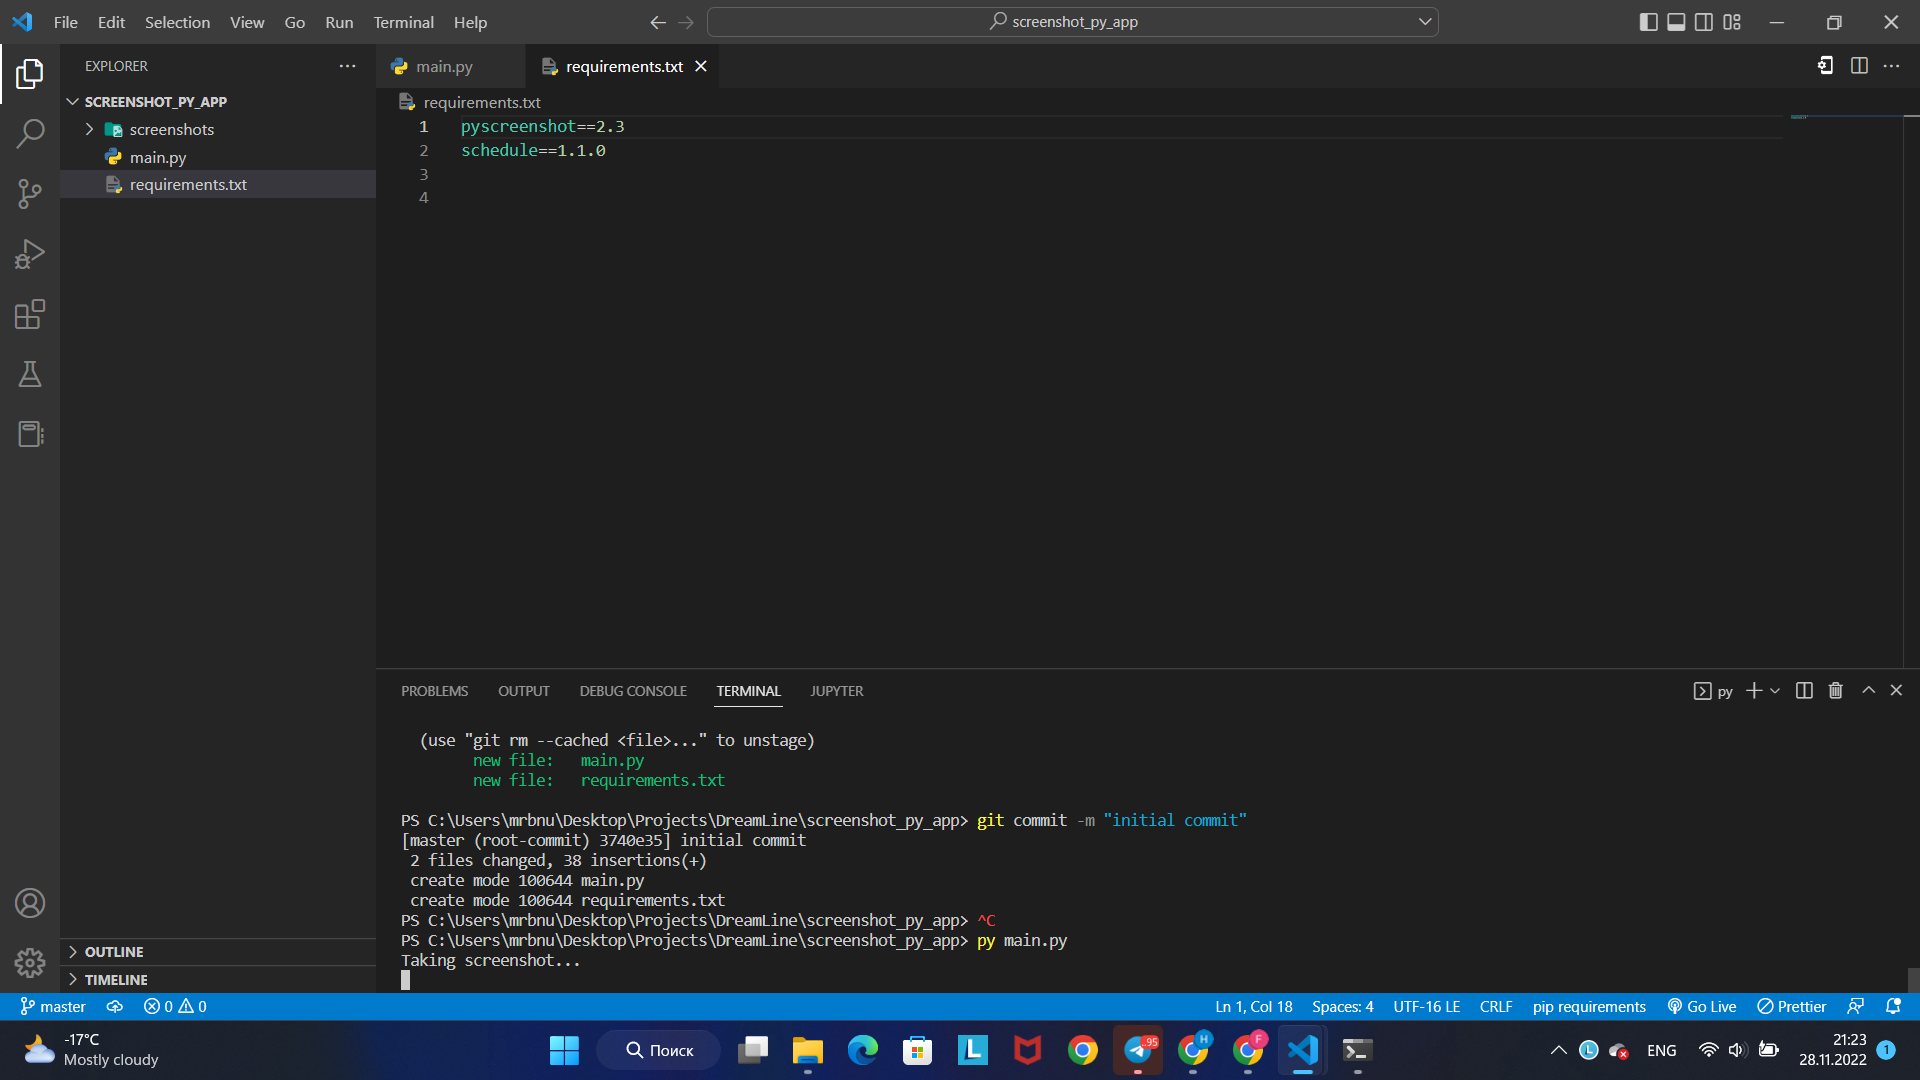 File Edit Selection View Go Run Terminal Help
screenshot_py_app
EXPLORER
SCREENSHOT_PY_APP
screenshots
main.py
requirements.txt
OUTLINE
TIMELINE
main.py
requirements.txt
requirements.txt
1 pyscreenshot==2.3
2 schedule==1.1.0
3
4
PROBLEMS OUTPUT DEBUG CONSOLE TERMINAL JUPYTER
py
(use "git rm --cached <file>..." to unstage)
new file: main.py
new file: requirements.txt
PS C:\Users\mrbnu\Desktop\Projects\DreamLine\screenshot_py_app> git commit -m "initial commit"
[master (root-commit) 3740e35] initial commit
2 files changed, 38 insertions(+)
create mode 100644 main.py
create mode 100644 requirements.txt
PS C:\Users\mrbnu\Desktop\Projects\DreamLine\screenshot_py_app> ^C
PS C:\Users\mrbnu\Desktop\Projects\DreamLine\screenshot_py_app> py main.py
Taking screenshot...
master 0 0 Ln 1, Col 18 Spaces: 4 UTF-16 LE CRLF pip requirements Go Live Prettier
-17°C
Mostly cloudy
Поиск
L
..95
H
F
L
ENG
21:23
28.11.2022
1